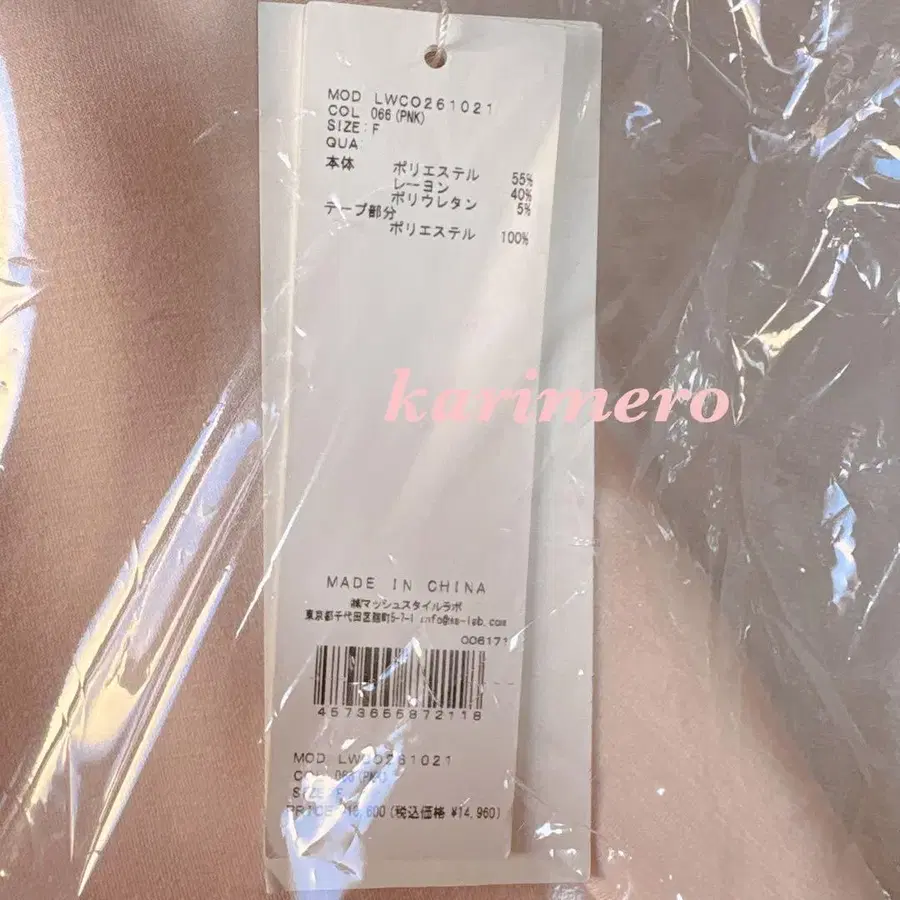 MOD LWCO261021
COL 066(PNK)
SIZE:F
QUA:
本体 ポリエステル 55%
レーヨン 40%
ポリウレタン 5%
テープ部分
ポリエステル 100%
karimero
MADE IN CHINA
㈱マッシュスタイルラボ
東京都千代田区麹町5-7-1 info@ms-lab.com
006171
4573655872118
MOD LWCO261021
(PNK)
SIZE F
PRICE (税込価格 ¥14,960)